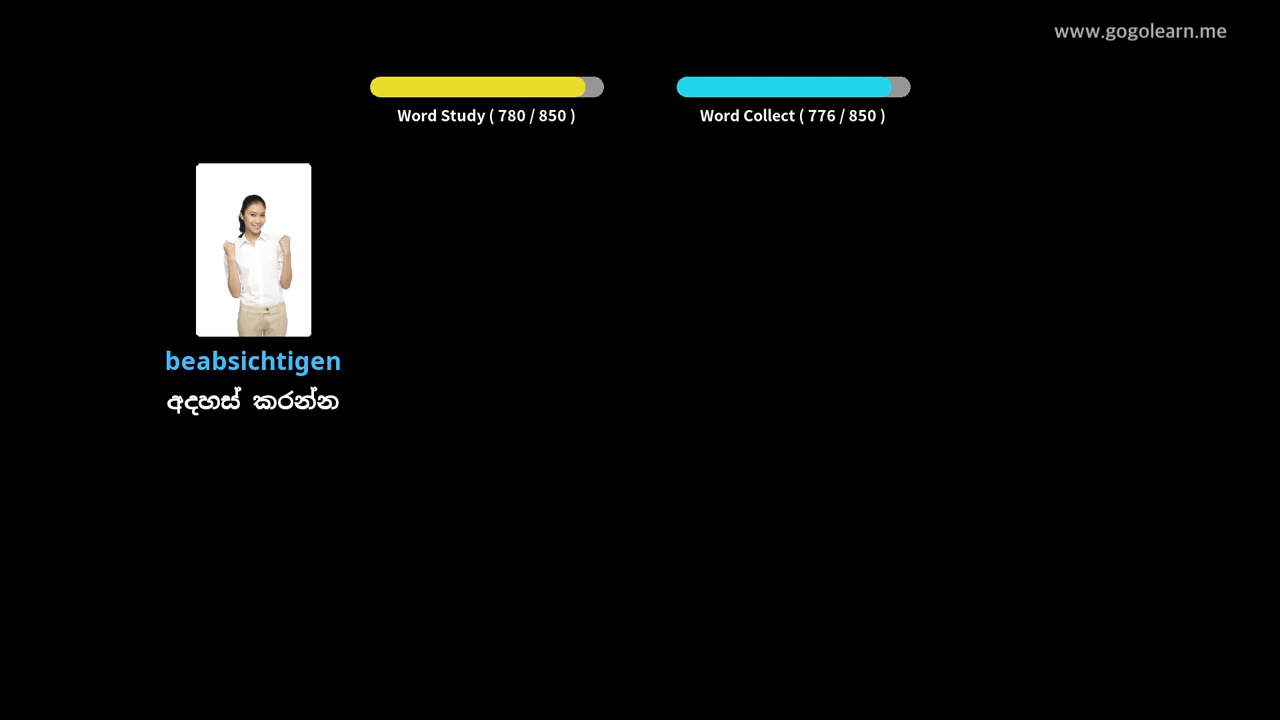 www.gogolearn.me
Word Study ( 780 / 850 )
Word Collect ( 776 / 850 )
beabsichtigen
අදහස් කරන්න